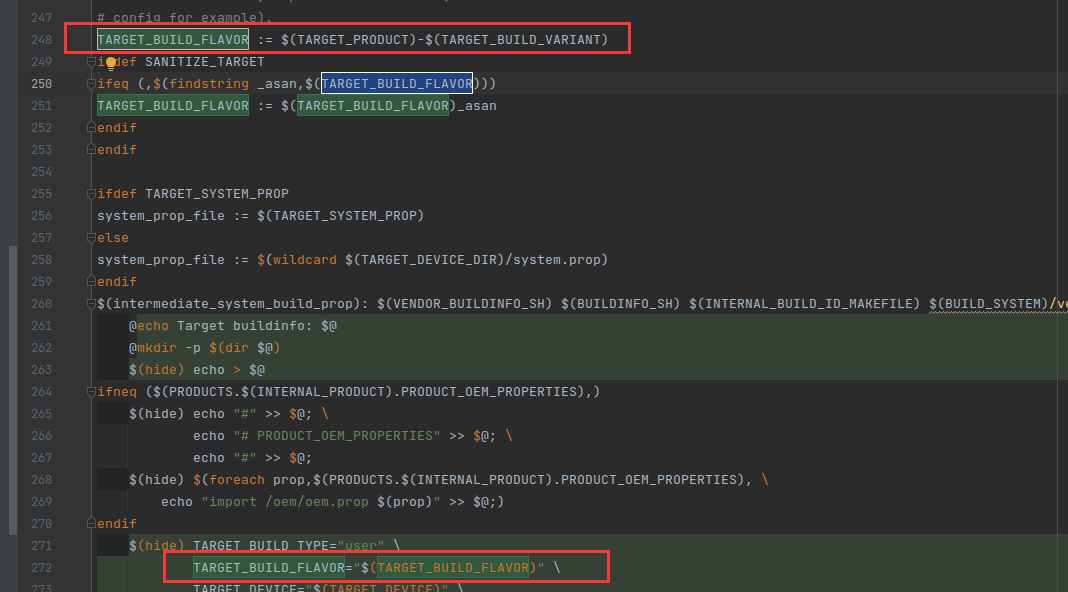 247 # config for example).
248 TARGET_BUILD_FLAVOR := $(TARGET_PRODUCT)-$(TARGET_BUILD_VARIANT)
249 def SANITIZE_TARGET
250 ifeq (,$(findstring _asan,$(TARGET_BUILD_FLAVOR)))
251 TARGET_BUILD_FLAVOR := $(TARGET_BUILD_FLAVOR)_asan
252 endif
253 endif
254
255 ifdef TARGET_SYSTEM_PROP
256 system_prop_file := $(TARGET_SYSTEM_PROP)
257 else
258 system_prop_file := $(wildcard $(TARGET_DEVICE_DIR)/system.prop)
259 endif
260 $(intermediate_system_build_prop): $(VENDOR_BUILDINFO_SH) $(BUILDINFO_SH) $(INTERNAL_BUILD_ID_MAKEFILE) $(BUILD_SYSTEM)/ve
261 @echo Target buildinfo: $@
262 @mkdir -p $(dir $@)
263 $(hide) echo > $@
264 ifneq ($(PRODUCTS.$(INTERNAL_PRODUCT).PRODUCT_OEM_PROPERTIES),)
265 $(hide) echo "#" >> $@; \
266 echo "# PRODUCT_OEM_PROPERTIES" >> $@; \
267 echo "#" >> $@;
268 $(hide) $(foreach prop,$(PRODUCTS.$(INTERNAL_PRODUCT).PRODUCT_OEM_PROPERTIES), \
269 echo "import /oem/oem.prop $(prop)" >> $@;)
270 endif
271 $(hide) TARGET_BUILD_TYPE="user" \
272 TARGET_BUILD_FLAVOR="$(TARGET_BUILD_FLAVOR)" \
273 TARGET_DEVICE="$(TARGET_DEVICE)" \